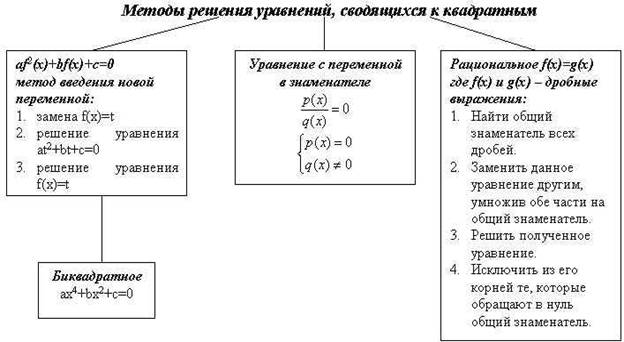 Методы решения уравнений, сводящихся к квадратным
af²(x)+bf(x)+c=0
метод введения новой
переменной:
1. замена f(x)=t
2. решение уравнения
at²+bt+c=0
3. решение уравнения
f(x)=t
Биквадратное
ax⁴+bx²+c=0
Уравнение с переменной
в знаменателе
p(x)/q(x) = 0
{ p(x) = 0
q(x) ≠ 0
Рациональное f(x)=g(x)
где f(x) и g(x) – дробные
выражения:
1. Найти общий
знаменатель всех
дробей.
2. Заменить данное
уравнение другим,
умножив обе части на
общий знаменатель.
3. Решить полученное
уравнение.
4. Исключить из его
корней те, которые
обращают в нуль
общий знаменатель.